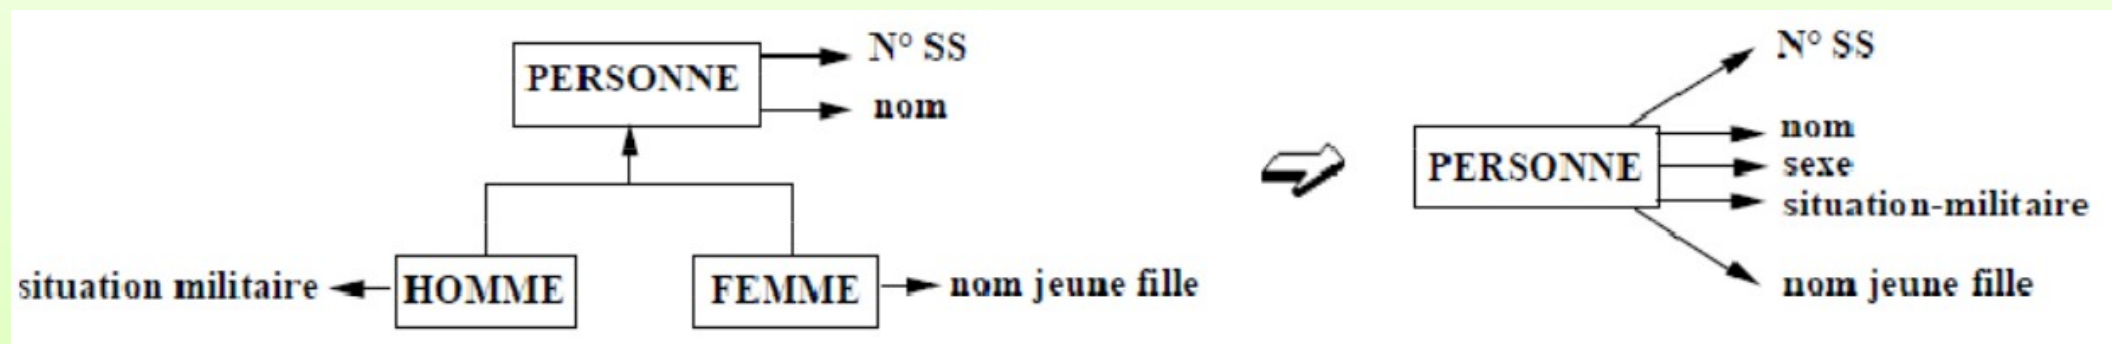 N° SS
PERSONNE
nom
situation militaire
HOMME
FEMME
nom jeune fille
N° SS
nom
PERSONNE
sexe
situation-militaire
nom jeune fille